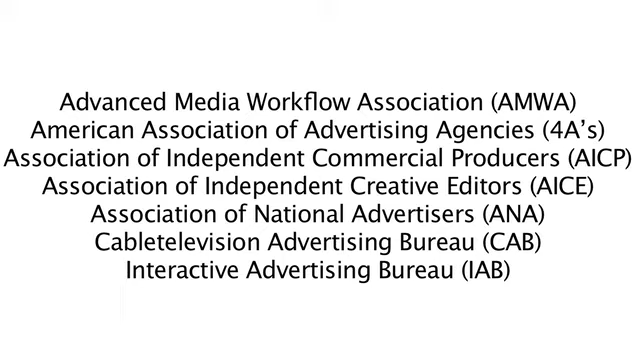 Advanced Media Workflow Association (AMWA)
American Association of Advertising Agencies (4A's)
Association of Independent Commercial Producers (AICP)
Association of Independent Creative Editors (AICE)
Association of National Advertisers (ANA)
Cabletelevision Advertising Bureau (CAB)
Interactive Advertising Bureau (IAB)